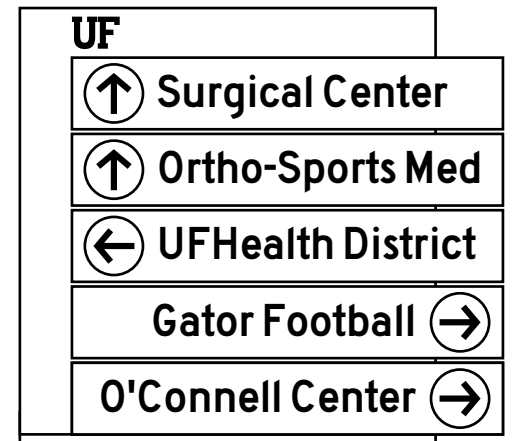 UF
Surgical Center
Ortho-Sports Med
UFHealth District
Gator Football
O'Connell Center